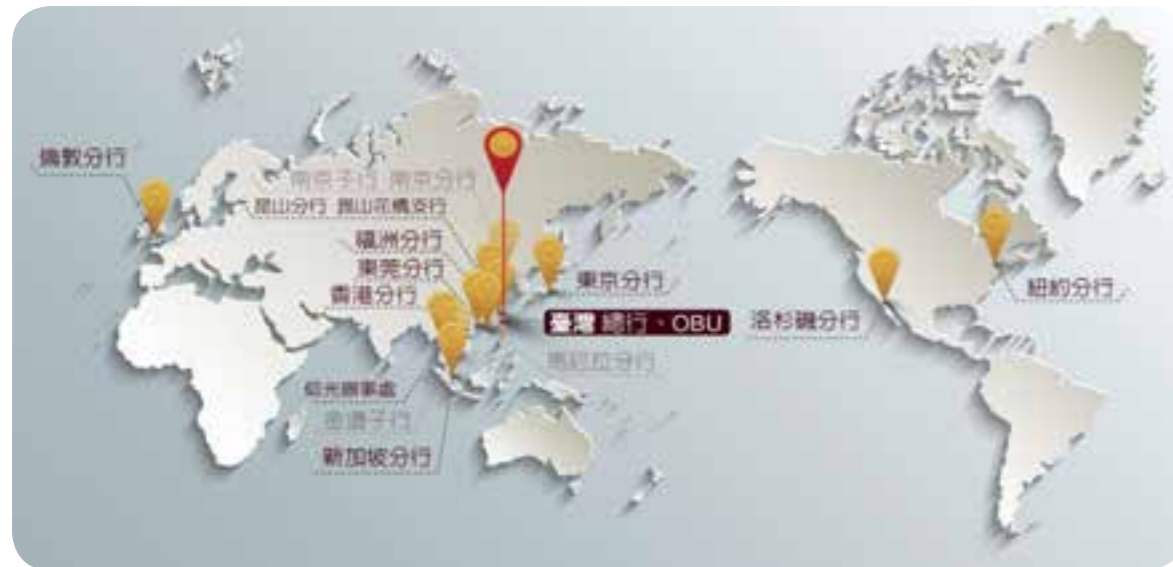 倫敦分行
南京子行 南京分行
昆山分行 昆山花橋支行
福洲分行
東莞分行
香港分行
東京分行
臺灣 總行、OBU
洛杉磯分行
紐約分行
馬尼拉分行
仰光辦事處
金邊子行
新加坡分行